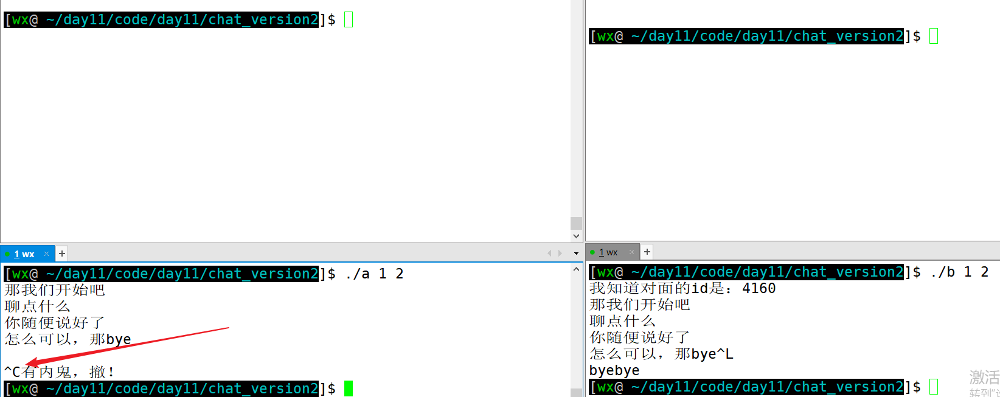 [wx@ ~/day11/code/day11/chat_version2]$
[wx@ ~/day11/code/day11/chat_version2]$
1 wx × +
[wx@ ~/day11/code/day11/chat_version2]$ ./a 1 2
那我们开始吧
聊点什么
你随便说好了
怎么可以，那bye
^C有内鬼，撤！
[wx@ ~/day11/code/day11/chat_version2]$
1 wx × +
[wx@ ~/day11/code/day11/chat_version2]$ ./b 1 2
我知道对面的id是：4160
那我们开始吧
聊点什么
你随便说好了
怎么可以，那bye^L
byebye
[wx@ ~/day11/code/day11/chat_version2]$
激活
转到"